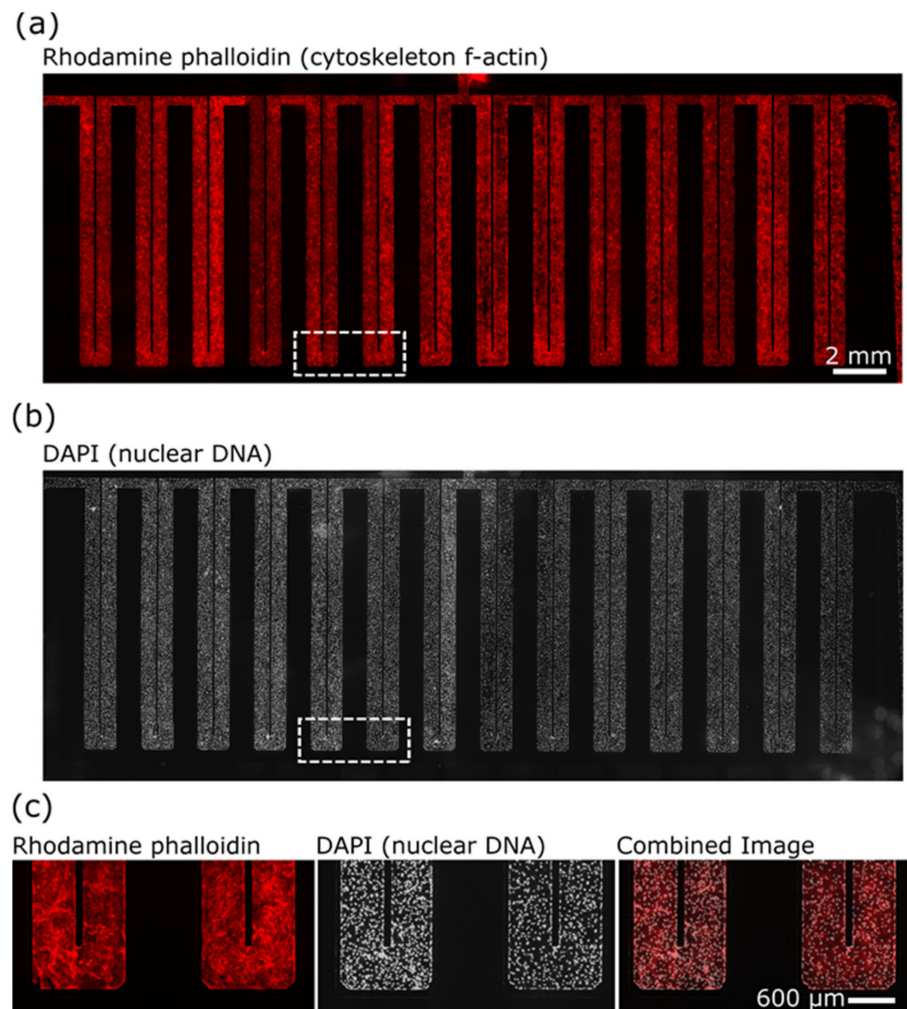 (a)
Rhodamine phalloidin (cytoskeleton f-actin)
2 mm
(b)
DAPI (nuclear DNA)
(c)
Rhodamine phalloidin
DAPI (nuclear DNA)
Combined Image
600 µm